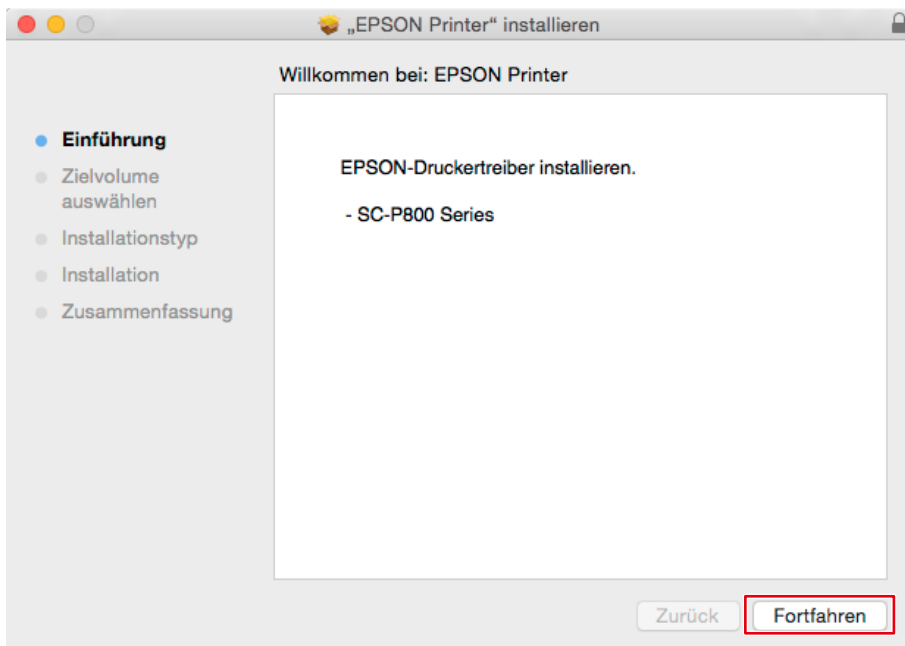 „EPSON Printer“ installieren
Willkommen bei: EPSON Printer
Einführung
Zielvolume
auswählen
Installationstyp
Installation
Zusammenfassung
EPSON-Druckertreiber installieren.
- SC-P800 Series
Zurück
Fortfahren